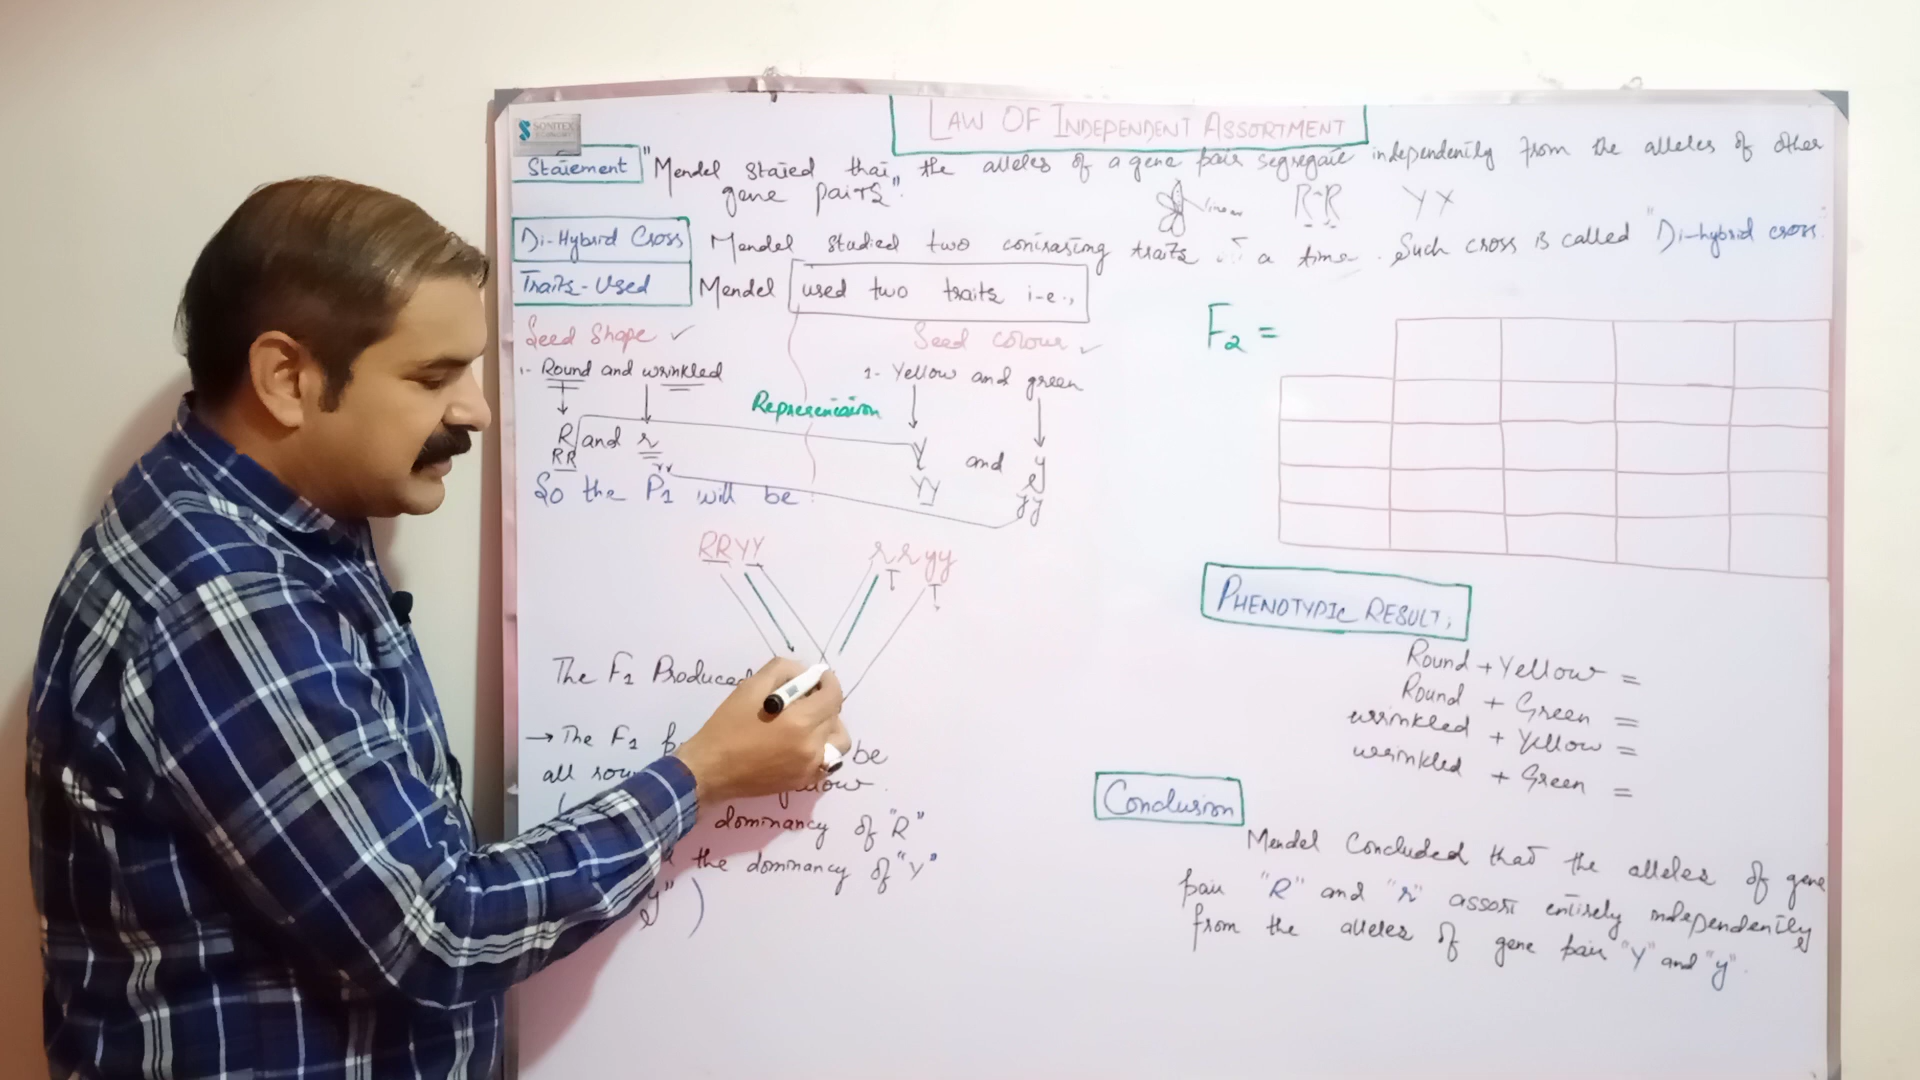 LAW OF INDEPENDENT ASSORTMENT
SONITEX
Statement "Mendel stated that the alleles of a gene pair segregate independently from the alleles of other
gene pairs".
RR YY
Di-Hybrid Cross Mendel studied two contrasting traits a time. Such cross is called "Di-hybrid cross"
Traits-Used Mendel used two traits i-e.,
Seed Shape ✓ Seed colour ✓
1- Round and wrinkled 1- Yellow and green
Representation
R and r Y and y
RR rr YY yy
So the P1 will be:
RRYY rryy
The F1 Produced
→ The F1 be
all yellow.
dominancy of "R"
the dominancy of "Y"
y")
F2 =
PHENOTYPIC RESULT,
Round + Yellow =
Round + Green =
wrinkled + Yellow =
wrinkled + Green =
Conclusion
Mendel Concluded that the alleles of gene
pair "R" and "r" assort entirely independently
from the alleles of gene pair "Y" and "y".